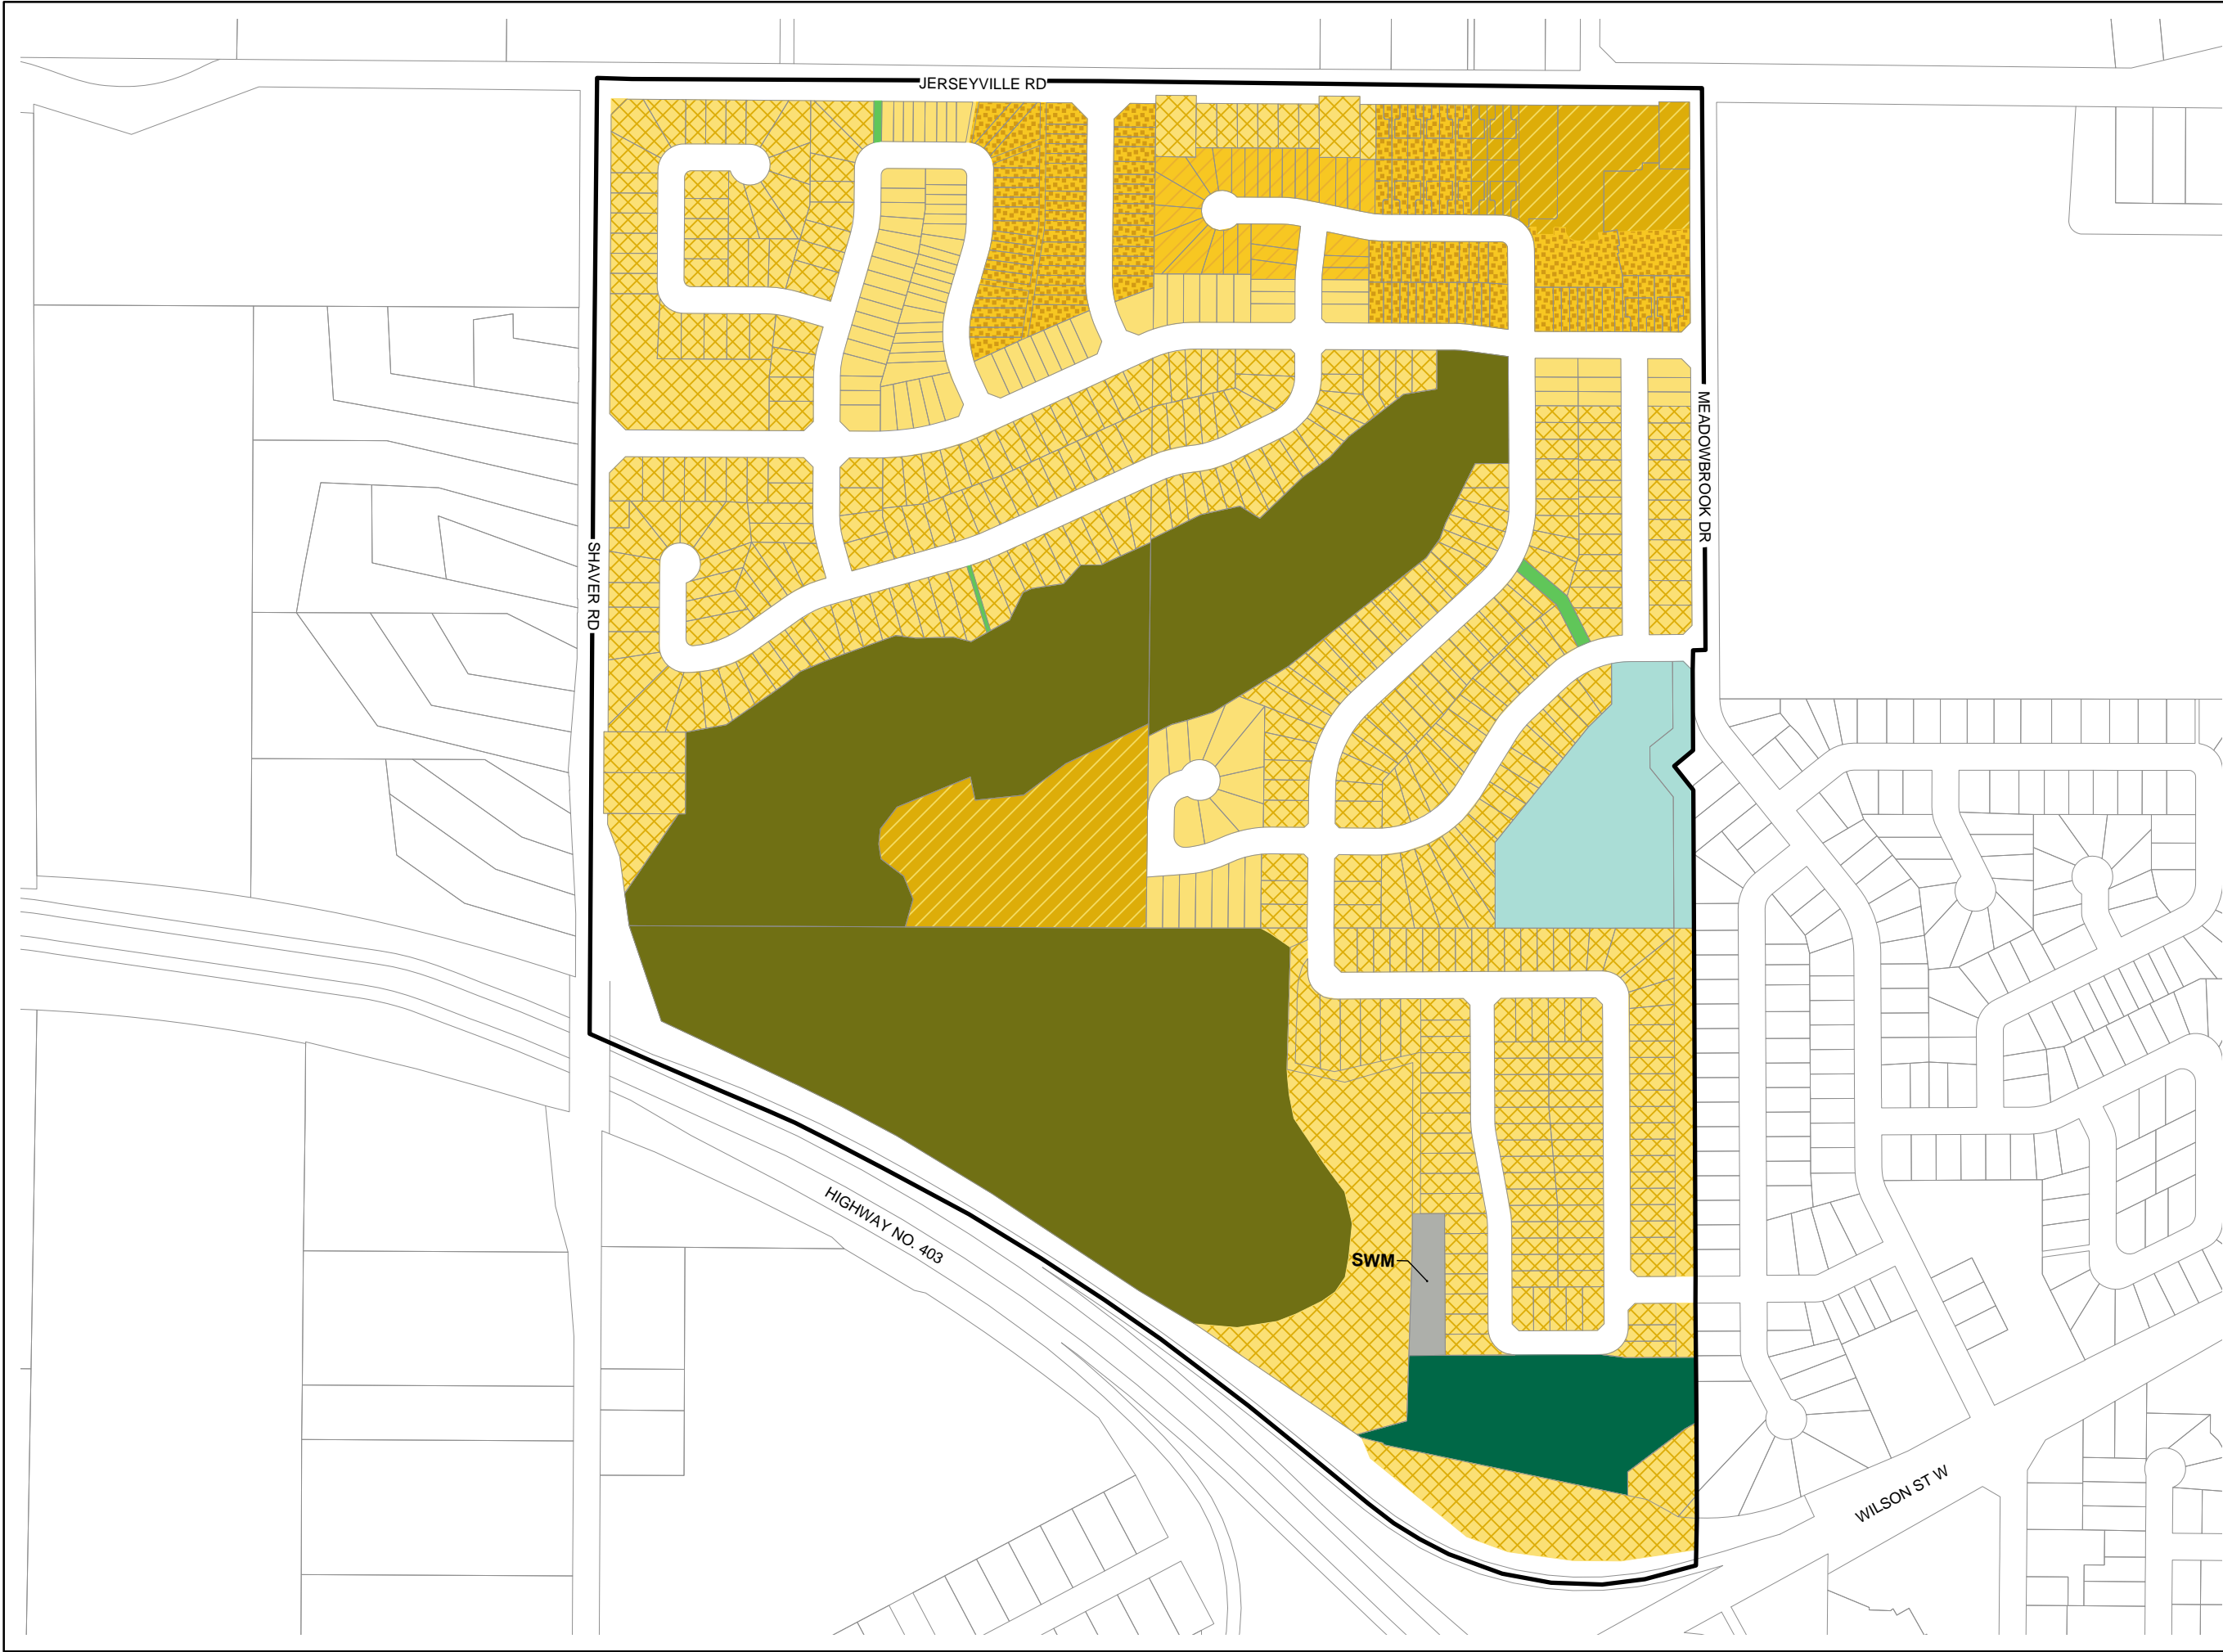 JERSEYVILLE RD
MEADOWBROOK DR
SHAVER RD
HIGHWAY NO. 403
SWM
WILSON ST W